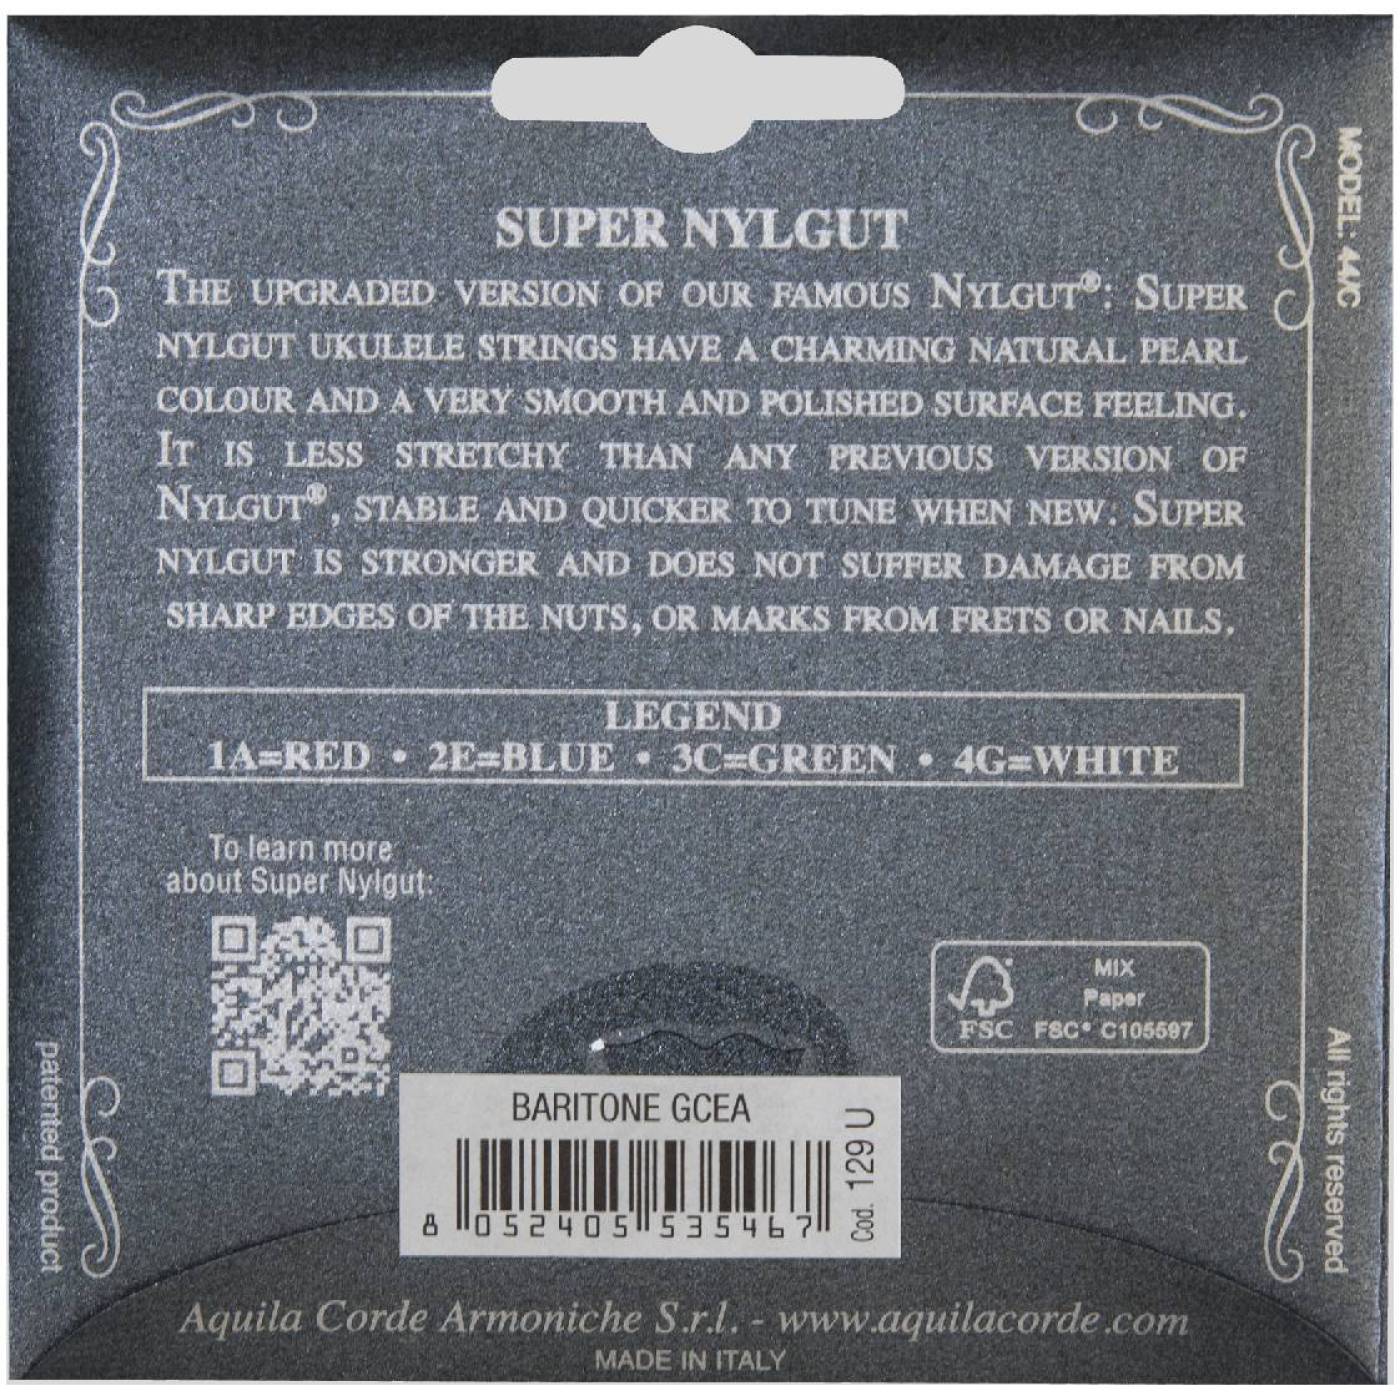 SUPER NYLGUT
THE UPGRADED VERSION OF OUR FAMOUS NYLGUT®: SUPER
NYLGUT UKULELE STRINGS HAVE A CHARMING NATURAL PEARL
COLOUR AND A VERY SMOOTH AND POLISHED SURFACE FEELING.
IT IS LESS STRETCHY THAN ANY PREVIOUS VERSION OF
NYLGUT®, STABLE AND QUICKER TO TUNE WHEN NEW. SUPER
NYLGUT IS STRONGER AND DOES NOT SUFFER DAMAGE FROM
SHARP EDGES OF THE NUTS, OR MARKS FROM FRETS OR NAILS.
LEGEND
1A=RED • 2E=BLUE • 3C=GREEN • 4G=WHITE
To learn more
about Super Nylgut:
MIX
Paper
FSC
FSC® C105597
BARITONE GCEA
8 052405 535467
Cod. 129 U
Aquila Corde Armoniche S.r.l. - www.aquilacorde.com
MADE IN ITALY
patented product
MODEL: 44/C
All rights reserved